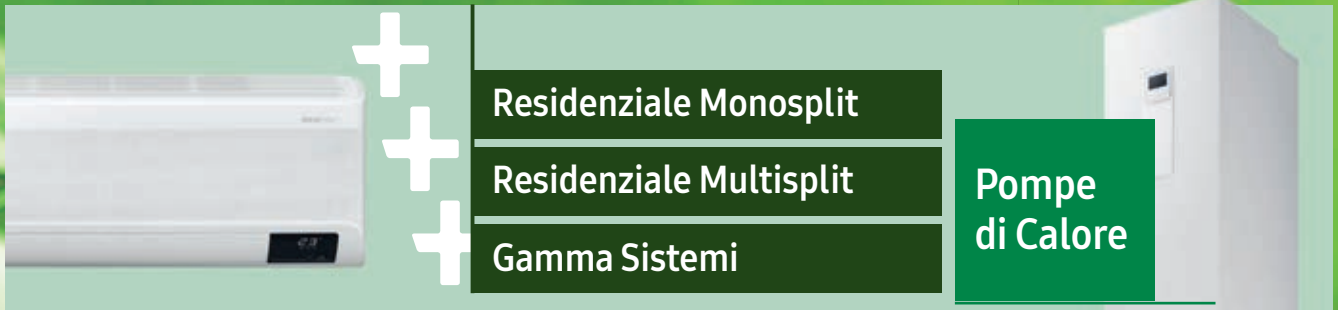 Residenziale Monosplit
Residenziale Multisplit
Gamma Sistemi
Pompe
di Calore